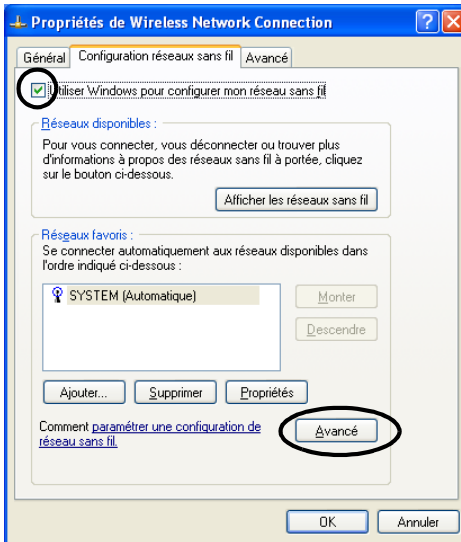 Propriétés de Wireless Network Connection
Général Configuration réseaux sans fil Avancé
Utiliser Windows pour configurer mon réseau sans fil
Réseaux disponibles :
Pour vous connecter, vous déconnecter ou trouver plus
d'informations à propos des réseaux sans fil à portée, cliquez
sur le bouton ci-dessous.
Afficher les réseaux sans fil
Réseaux favoris :
Se connecter automatiquement aux réseaux disponibles dans
l'ordre indiqué ci-dessous :
SYSTEM (Automatique)
Monter
Descendre
Ajouter... Supprimer Propriétés
Comment paramétrer une configuration de
réseau sans fil.
Avancé
OK Annuler